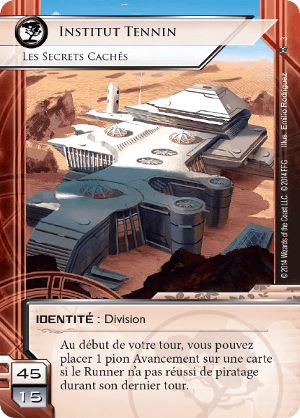 INSTITUT TENNIN
LES SECRETS CACHÉS
3
Illus. Emilio Rodriguez
© 2014 Wizards of the Coast LLC. © 2014 FFG
IDENTITÉ : Division
Au début de votre tour, vous pouvez
placer 1 pion Avancement sur une carte
si le Runner n'a pas réussi de piratage
durant son dernier tour.
45
15